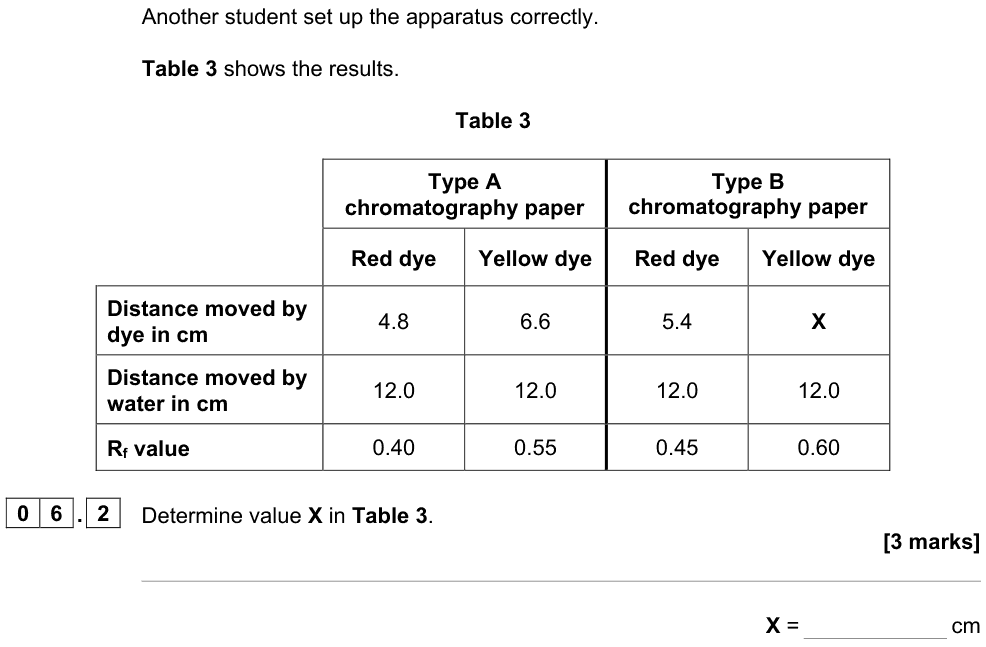 Another student set up the apparatus correctly.
Table 3 shows the results.
Table 3
Type A
chromatography paper
Type B
chromatography paper
Red dye Yellow dye Red dye Yellow dye
Distance moved by
dye in cm
4.8 6.6 5.4 X
Distance moved by
water in cm
12.0 12.0 12.0 12.0
Rf value 0.40 0.55 0.45 0.60
0 6 . 2 Determine value X in Table 3.
[3 marks]
X = cm